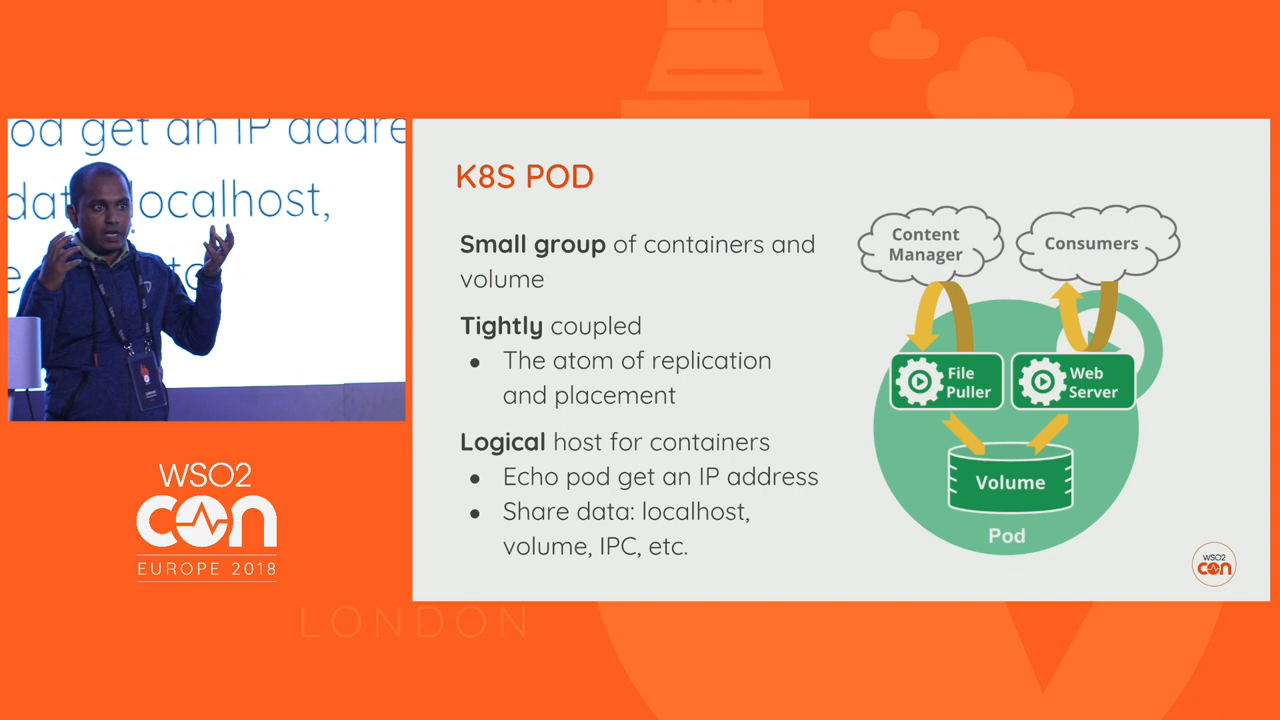 pod get an IP addre
data: localhost,
K8S POD
Small group of containers and
volume
Tightly coupled
● The atom of replication
and placement
Logical host for containers
● Echo pod get an IP address
● Share data: localhost,
volume, IPC, etc.
Content
Manager
Consumers
File
Puller
Web
Server
Volume
Pod
WSO2
con
WSO2
con
EUROPE 2018
LONDON